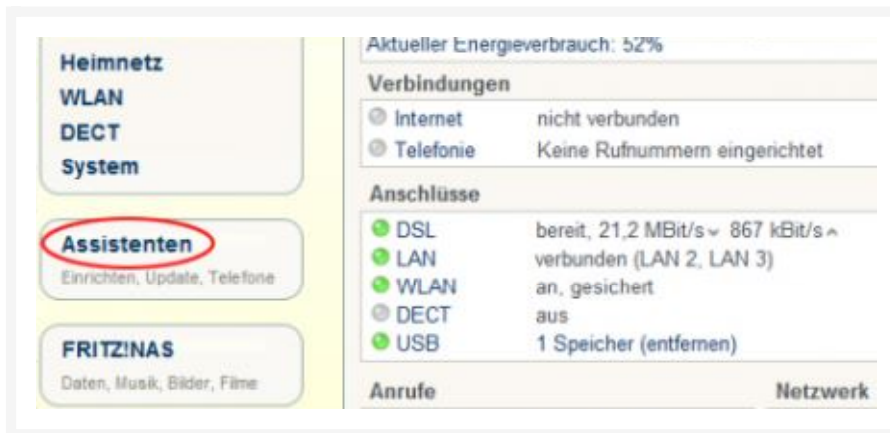 Heimnetz
WLAN
DECT
System
Assistenten
Einrichten, Update, Telefone
FRITZ!NAS
Daten, Musik, Bilder, Filme
Aktueller Energieverbrauch: 52%
Verbindungen
Internet nicht verbunden
Telefonie Keine Rufnummern eingerichtet
Anschlüsse
DSL bereit, 21,2 MBit/s 867 kBit/s
LAN verbunden (LAN 2, LAN 3)
WLAN an, gesichert
DECT aus
USB 1 Speicher (entfernen)
Anrufe Netzwerk